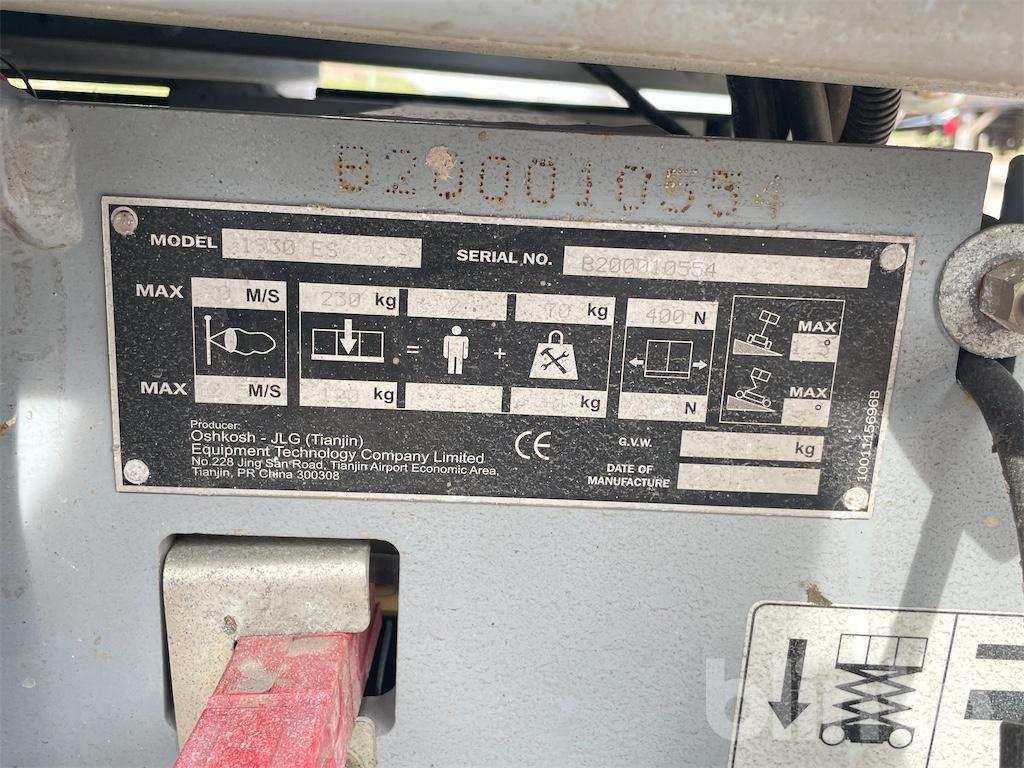 B200010554
MODEL 1930 ES
SERIAL NO. B200010554
MAX 0 M/S 230 kg = 2 + 70 kg 400 N MAX °
MAX M/S 120 kg kg N MAX °
Producer:
Oshkosh - JLG (Tianjin)
Equipment Technology Company Limited
No.228 Jing San Road, Tianjin Airport Economic Area,
Tianjin, PR China 300308
CE
G.V.W. kg
DATE OF
MANUFACTURE
1001115696B